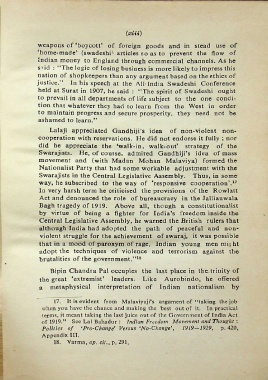 (xiii)
weapons of 'boycott' of foreign goods and in stead use of
'home-made' (swadeshi) articles so as to prevent the flow of
Indian money to England through commercial channels. As he
said : "The logic of losing business is more likely to impress this
nation of shopkeepers than any argument based on the ethics of
justice." In his speech at the All-India Swadeshi Conference
held at Surat in 1907, he said : "The spirit of Swadeshi ought
to prevail in all departments of life subject to the one condi-
tion that whatever they had to learn from the West in order
to maintain progress and secure prosperity, they need not be
ashamed to learn."
Lalaji appreciated Gandhiji's idea of non-violent non-
cooperation with reservations. He did not endorse it fully ; nor
did he appreciate the 'walk-in, walk-out' strategy of the
Swarajists. He, of course, admired Gandhiji's idea of mass
movement and (with Madan Mohan Malaviya) formed the
Nationalist Party that had some workable adjustment with the
Swarajists in the Central Legislative Assembly. Thus, in some
way, he subscribed to the way of 'responsive cooperation'.17
In very harsh term he criticised the provisions of the Rowlatt
Act and denounced the role of bureaucracy in the Jallianwala
Bagh tragedy of 1919. Above all, though a constitutionalist
by virtue of being a fighter for India's freedom inside the
Central Legislative Assembly, he warned the British rulers that
although India had adopted the path of peaceful and non-
violent struggle for the achievement of swaraj, it was possible
that in a mood of paroxysm of rage, Indian young men might
adopt the techniques of violence and terrorism against the
brutalities of the government."18
Bipin Chandra Pal occupies the last place in the trinity of
the great 'extremist' leaders. Like Aurobindo, he offered
a metaphysical interpretation of Indian nationalism by
17. It is evident from Malaviyaji's argument of "taking the job
when you have the chance and making the best out of it. In practical
terms, it meant taking the last juice out of the Government of India Act
of 1919." See Lal Bahadur : Indian Freedom Movement and Thought :
Politics of 'Pro-Change' Versus 'No-Change', 1919—1929, p. 420,
Appendix III.
18. Varma, op. cit., p. 291.